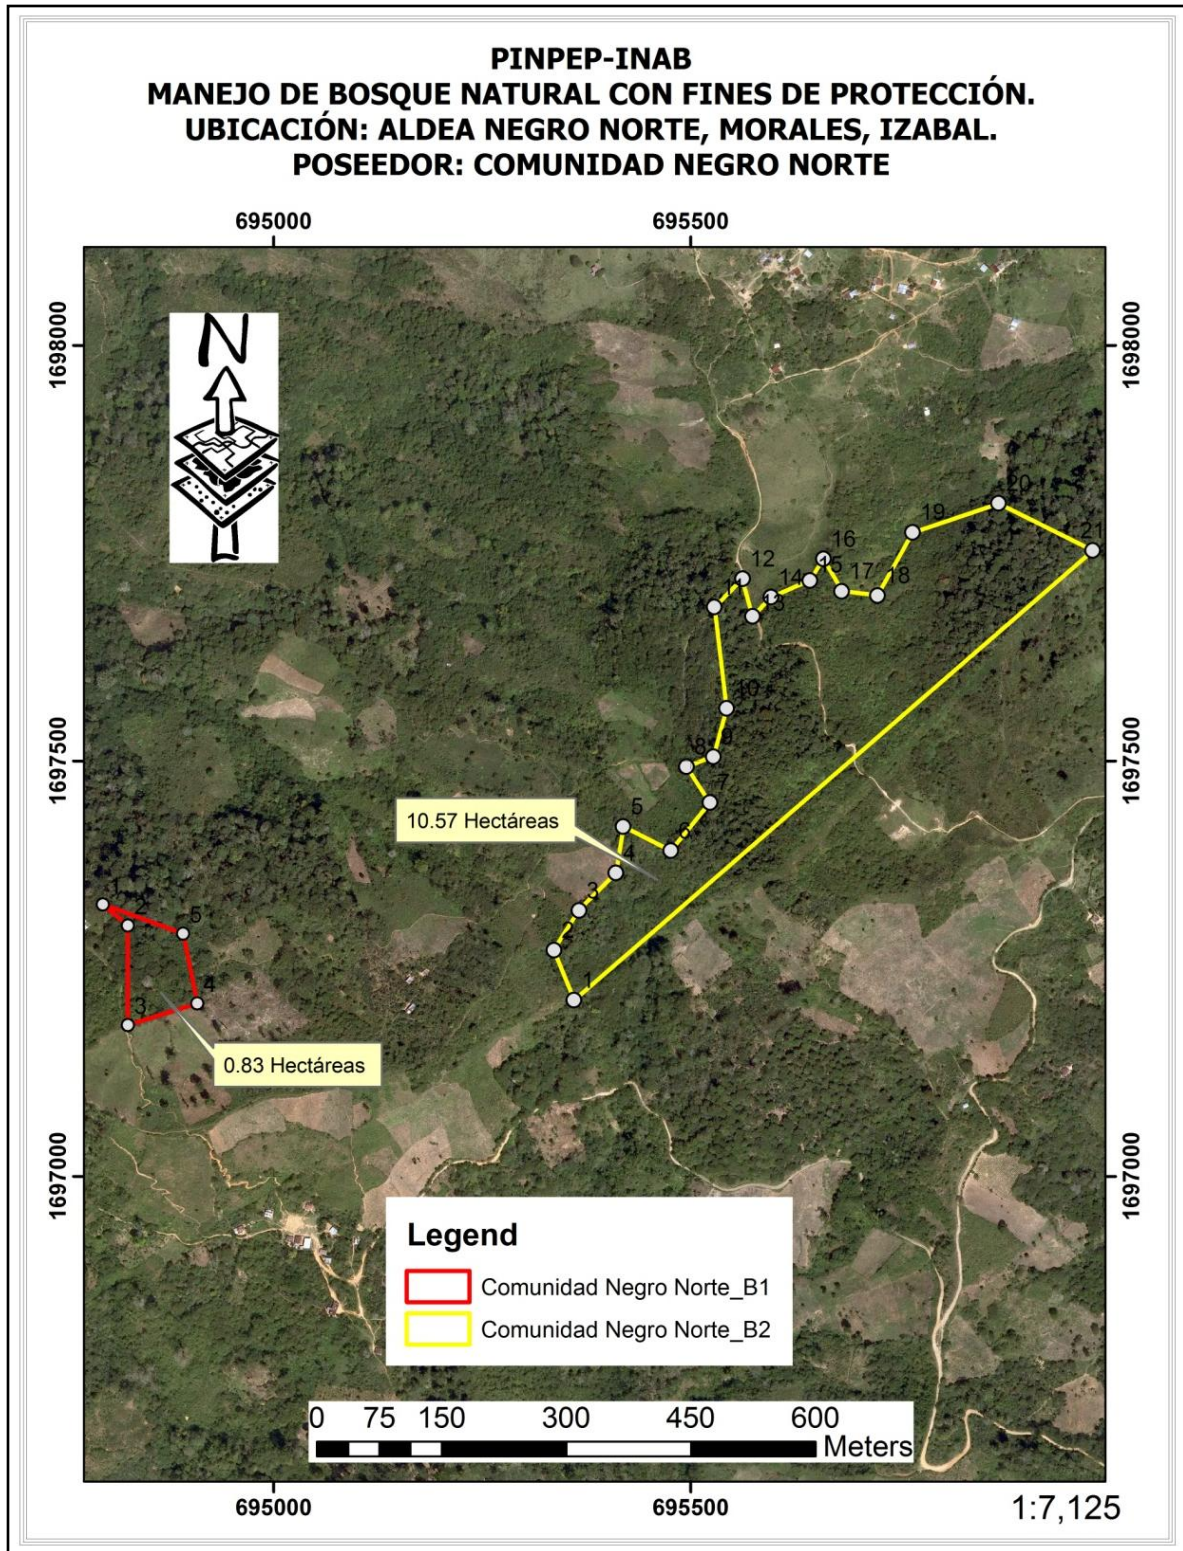 PINPEP-INAB
MANEJO DE BOSQUE NATURAL CON FINES DE PROTECCIÓN.
UBICACIÓN: ALDEA NEGRO NORTE, MORALES, IZABAL.
POSEEDOR: COMUNIDAD NEGRO NORTE
695000 695500
1698000 1698000
N
20
21
19
16
12
15
17 18
14
11
13
10
9
8
1697500 1697500
7
5
10.57 Hectáreas
6
4
3
2
5
2
1
4
3
0.83 Hectáreas
1697000 1697000
Legend
Comunidad Negro Norte_B1
Comunidad Negro Norte_B2
0 75 150 300 450 600
Meters
695000 695500
1:7,125